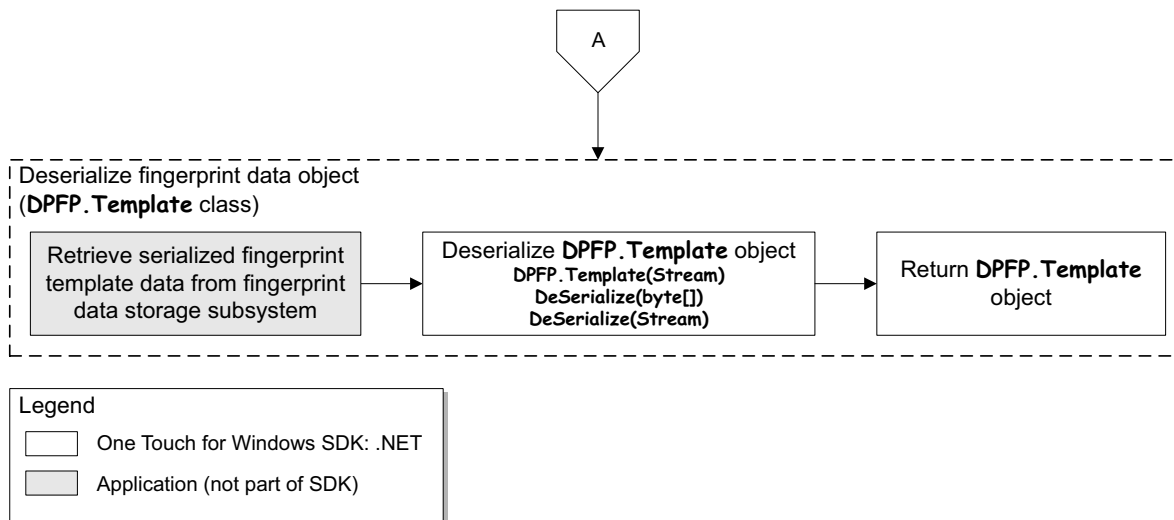 A
Deserialize fingerprint data object
(DPFP.Template class)
Retrieve serialized fingerprint
template data from fingerprint
data storage subsystem
Deserialize DPFP.Template object
DPFP.Template(Stream)
DeSerialize(byte[])
DeSerialize(Stream)
Return DPFP.Template
object
Legend
One Touch for Windows SDK: .NET
Application (not part of SDK)